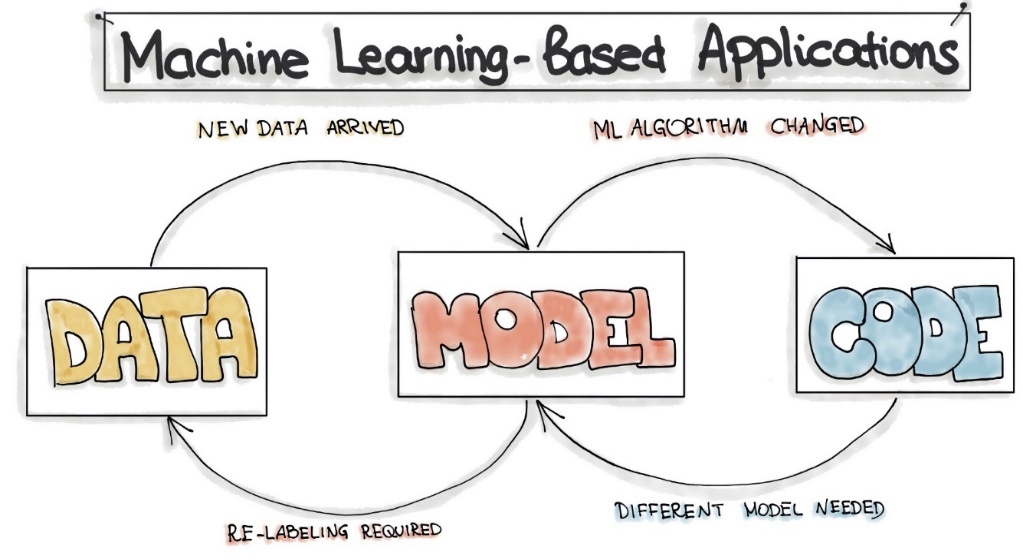 Machine Learning-Based Applications
NEW DATA ARRIVED
ML ALGORITHM CHANGED
DATA
MODEL
CODE
RE-LABELING REQUIRED
DIFFERENT MODEL NEEDED